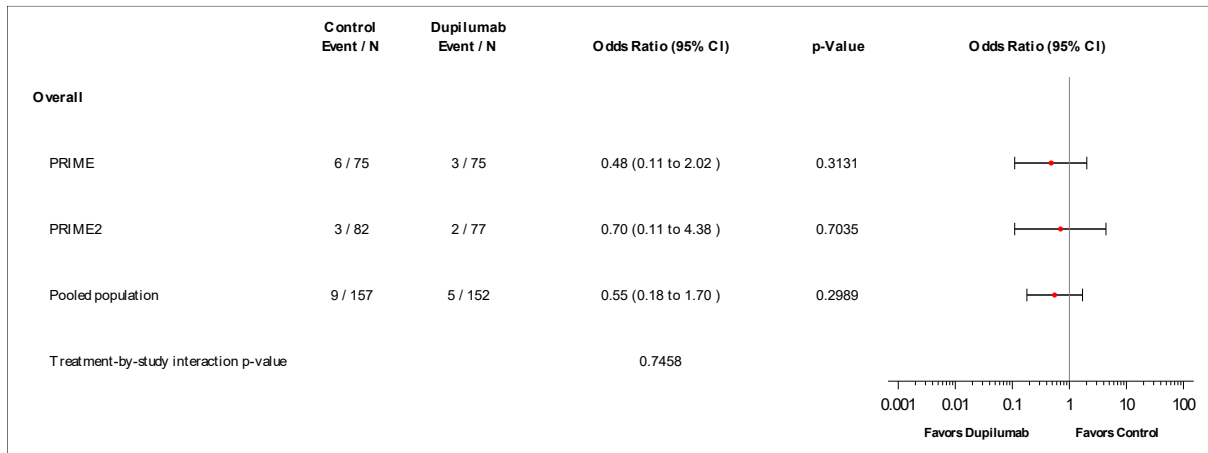 Control Dupilumab
Event / N Event / N Odds Ratio (95% CI) p-Value Odds Ratio (95% CI)
Overall
PRIME 6 / 75 3 / 75 0.48 (0.11 to 2.02 ) 0.3131
PRIME2 3 / 82 2 / 77 0.70 (0.11 to 4.38 ) 0.7035
Pooled population 9 / 157 5 / 152 0.55 (0.18 to 1.70 ) 0.2989
Treatment-by-study interaction p-value 0.7458
0.001 0.01 0.1 1 10 100
Favors Dupilumab Favors Control